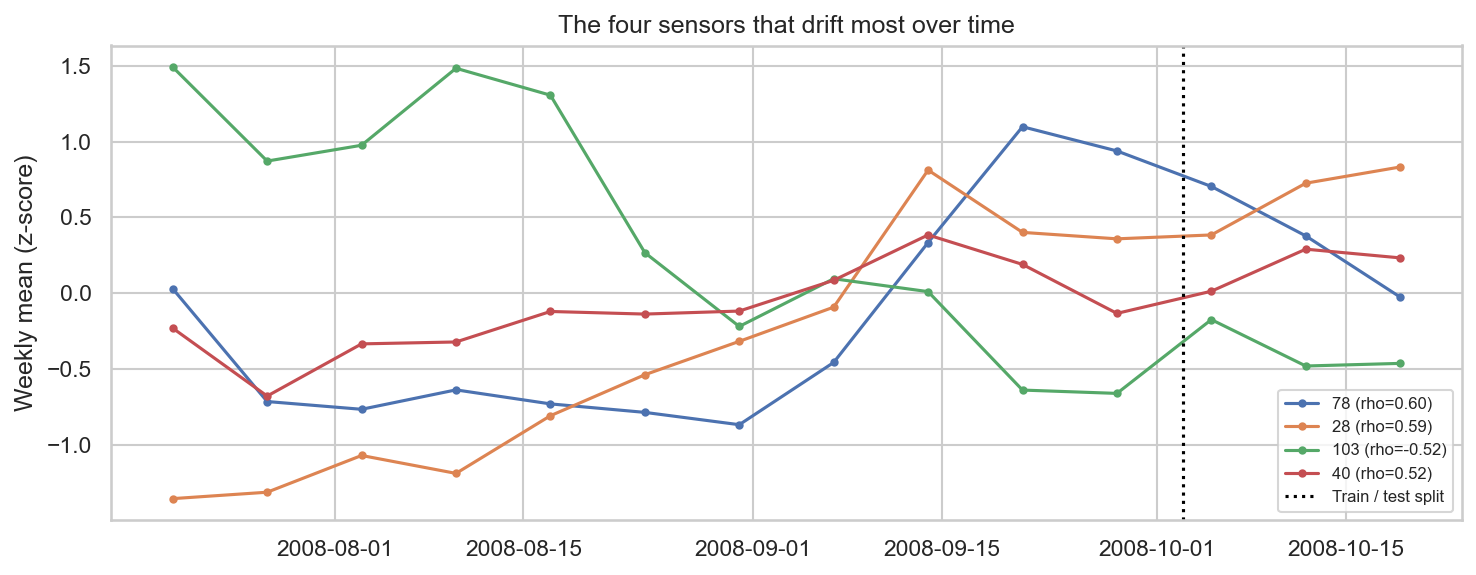 The four sensors that drift most over time
Weekly mean (z-score)
1.5
1.0
0.5
0.0
−0.5
−1.0
78 (rho=0.60)
28 (rho=0.59)
103 (rho=-0.52)
40 (rho=0.52)
Train / test split
2008-08-01
2008-08-15
2008-09-01
2008-09-15
2008-10-01
2008-10-15